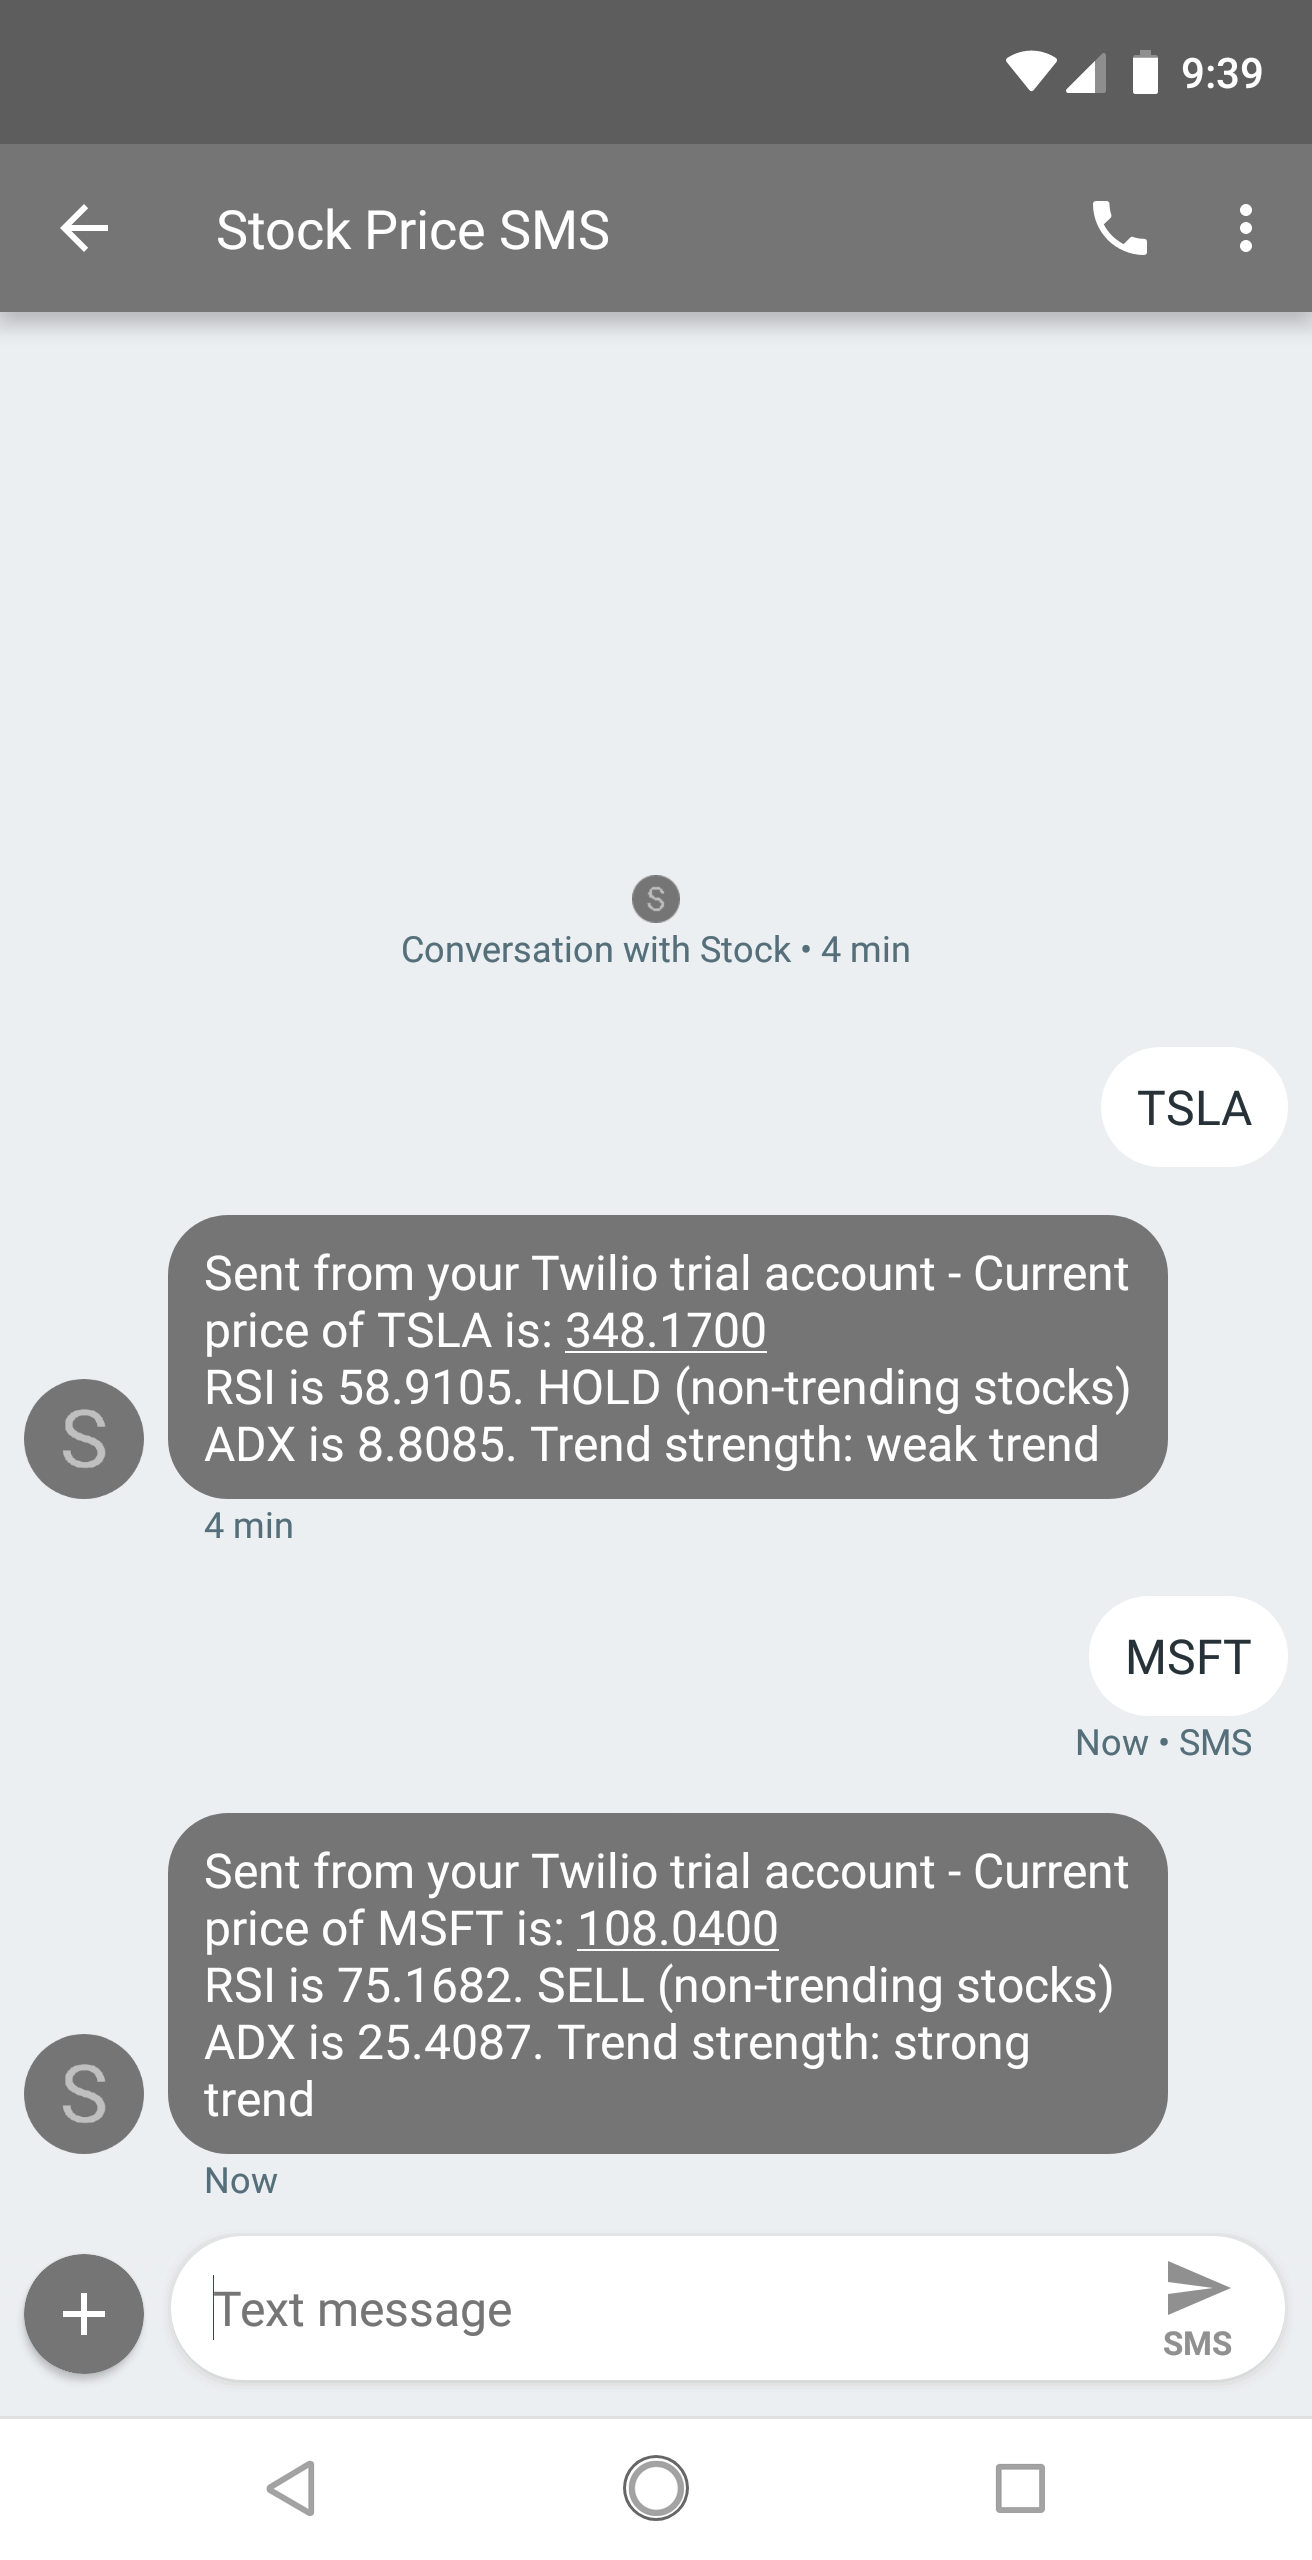 9:39
Stock Price SMS
S
Conversation with Stock • 4 min
TSLA
Sent from your Twilio trial account - Current
price of TSLA is: 348.1700
RSI is 58.9105. HOLD (non-trending stocks)
ADX is 8.8085. Trend strength: weak trend
S
4 min
MSFT
Now • SMS
Sent from your Twilio trial account - Current
price of MSFT is: 108.0400
RSI is 75.1682. SELL (non-trending stocks)
ADX is 25.4087. Trend strength: strong
trend
S
Now
Text message
SMS